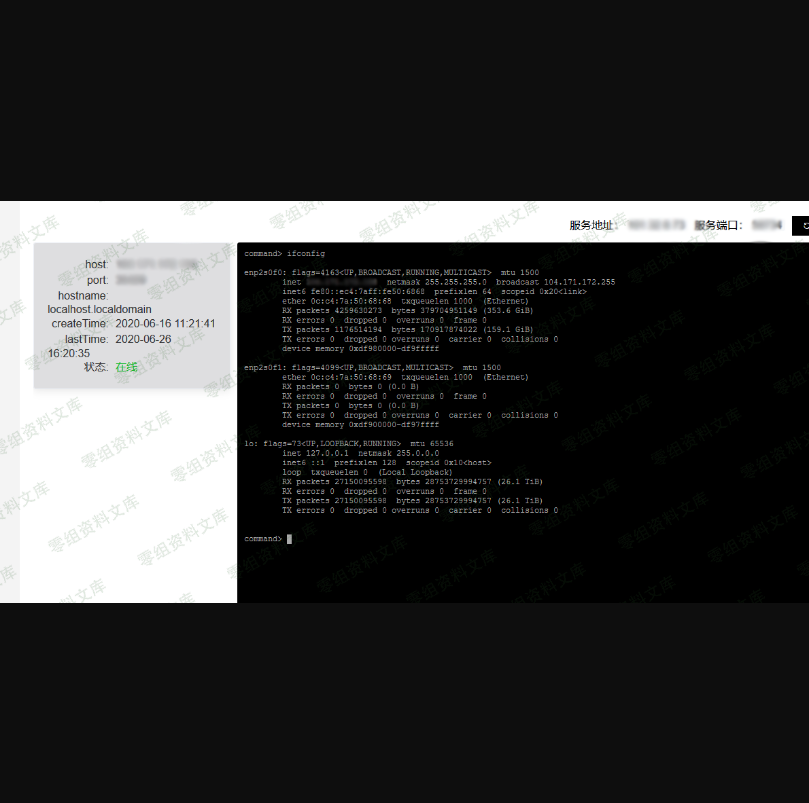 服务地址: 服务端口:
host:
port:
hostname:
localhost.localdomain
createTime: 2020-06-16 11:21:41
lastTime: 2020-06-26
16:20:35
状态: 在线
command> ifconfig
enp2s0f0: flags=4163<UP,BROADCAST,RUNNING,MULTICAST> mtu 1500
inet netmask 255.255.255.0 broadcast 104.171.172.255
inet6 fe80::ec4:7aff:fe50:6868 prefixlen 64 scopeid 0x20<link>
ether 0c:c4:7a:50:68:68 txqueuelen 1000 (Ethernet)
RX packets 4259630273 bytes 379704951149 (353.6 GiB)
RX errors 0 dropped 0 overruns 0 frame 0
TX packets 1176514194 bytes 170917874022 (159.1 GiB)
TX errors 0 dropped 0 overruns 0 carrier 0 collisions 0
device memory 0xdf980000-df9fffff
enp2s0f1: flags=4099<UP,BROADCAST,MULTICAST> mtu 1500
ether 0c:c4:7a:50:68:69 txqueuelen 1000 (Ethernet)
RX packets 0 bytes 0 (0.0 B)
RX errors 0 dropped 0 overruns 0 frame 0
TX packets 0 bytes 0 (0.0 B)
TX errors 0 dropped 0 overruns 0 carrier 0 collisions 0
device memory 0xdf900000-df97ffff
lo: flags=73<UP,LOOPBACK,RUNNING> mtu 65536
inet 127.0.0.1 netmask 255.0.0.0
inet6 ::1 prefixlen 128 scopeid 0x10<host>
loop txqueuelen 0 (Local Loopback)
RX packets 27150095598 bytes 28753729994757 (26.1 TiB)
RX errors 0 dropped 0 overruns 0 frame 0
TX packets 27150095598 bytes 28753729994757 (26.1 TiB)
TX errors 0 dropped 0 overruns 0 carrier 0 collisions 0
command>
零组资料文库